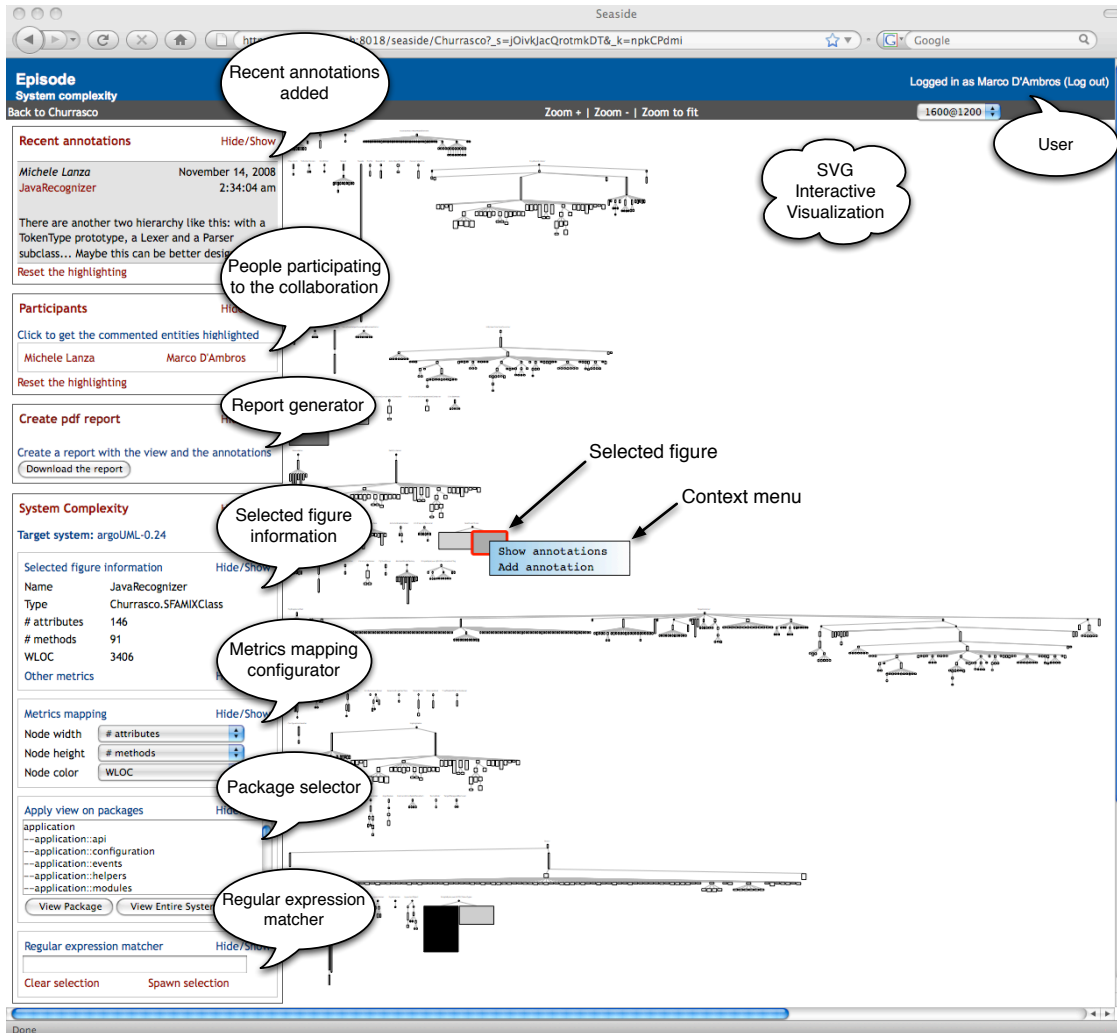 Seaside
:8018/seaside/Churrasco?_s=jOivkJacQrotmkDT&_k=npkCPdmi
Google
Episode
System complexity
Logged in as Marco D'Ambros (Log out)
Back to Churrasco
Zoom + | Zoom - | Zoom to fit
1600@1200
Recent annotations
added
User
SVG
Interactive
Visualization
Recent annotations
Hide/Show
Michele Lanza
November 14, 2008
JavaRecognizer
2:34:04 am
There are another two hierarchy like this: with a
TokenType prototype, a Lexer and a Parser
subclass... Maybe this can be better
Reset the highlighting
People participating
to the collaboration
Participants
Click to get the commented entities highlighted
Michele Lanza
Marco D'Ambros
Reset the highlighting
Report generator
Create pdf report
Create a report with the view and the annotations
Download the report
Selected figure
Context menu
Show annotations
Add annotation
System Complexity
Target system: argoUML-0.24
Selected figure
information
Selected figure information
Hide/Show
Name
JavaRecognizer
Type
Churrasco.SFAMIXClass
# attributes
146
# methods
91
WLOC
3406
Other metrics
Metrics mapping
configurator
Metrics mapping
Hide/Show
Node width
# attributes
Node height
# methods
Node color
WLOC
Package selector
Apply view on packages
application
--application::api
--application::configuration
--application::events
--application::helpers
--application::modules
View Package
View Entire System
Regular expression
matcher
Regular expression matcher
Hide/Show
Clear selection
Spawn selection
Done